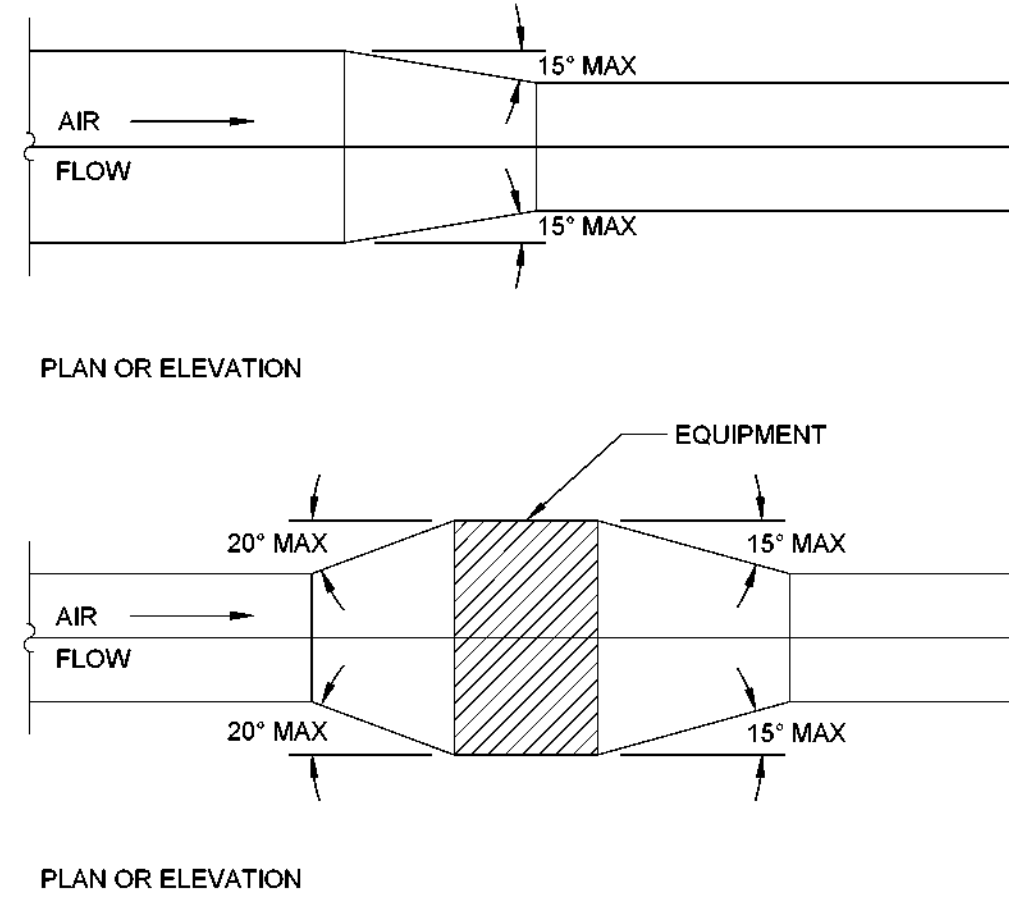 15° MAX
AIR
FLOW
15° MAX
PLAN OR ELEVATION
EQUIPMENT
20° MAX
15° MAX
AIR
FLOW
20° MAX
15° MAX
PLAN OR ELEVATION